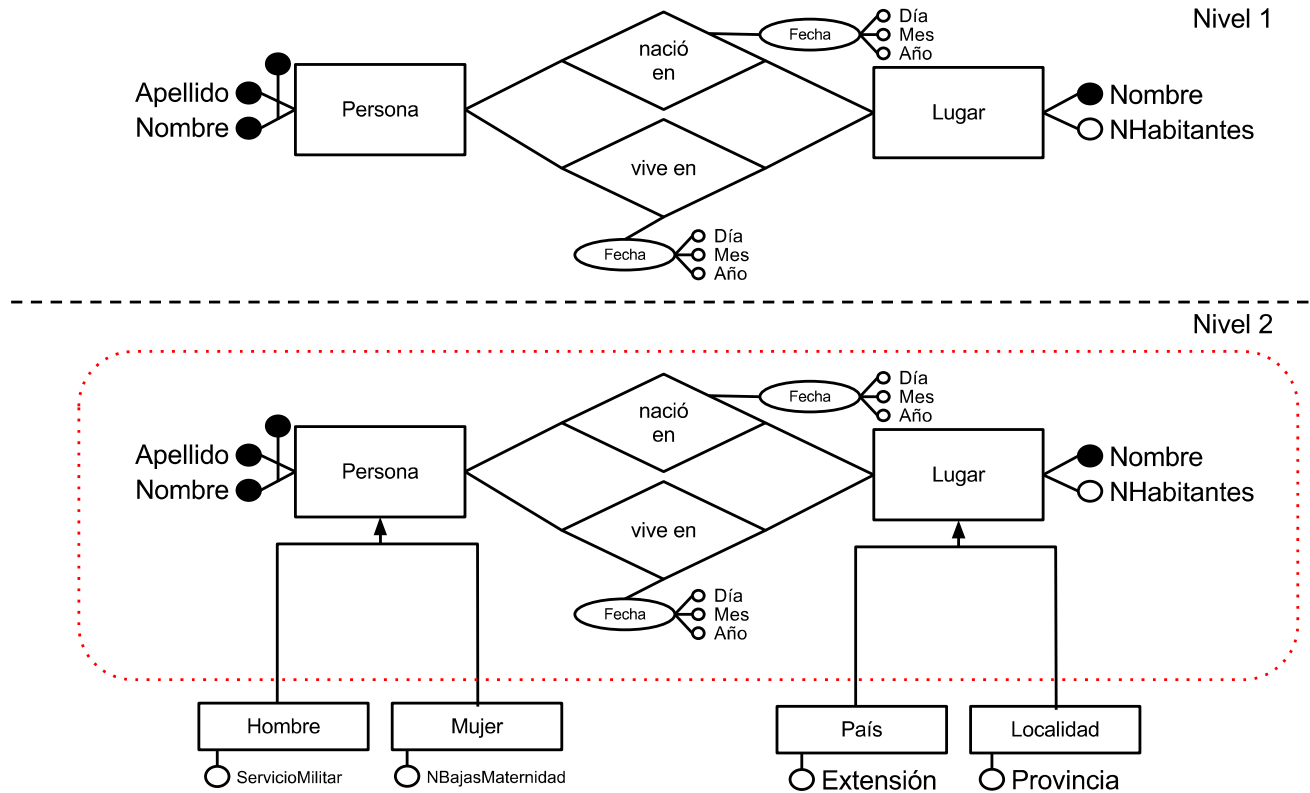 Nivel 1
Día
Fecha
Mes
Año
nació
en
Apellido
Nombre
Persona
Lugar
Nombre
NHabitantes
vive en
Fecha
Día
Mes
Año
Nivel 2
Día
Fecha
Mes
Año
nació
en
Apellido
Nombre
Persona
Lugar
Nombre
NHabitantes
vive en
Fecha
Día
Mes
Año
Hombre
Mujer
País
Localidad
ServicioMilitar
NBajasMaternidad
Extensión
Provincia